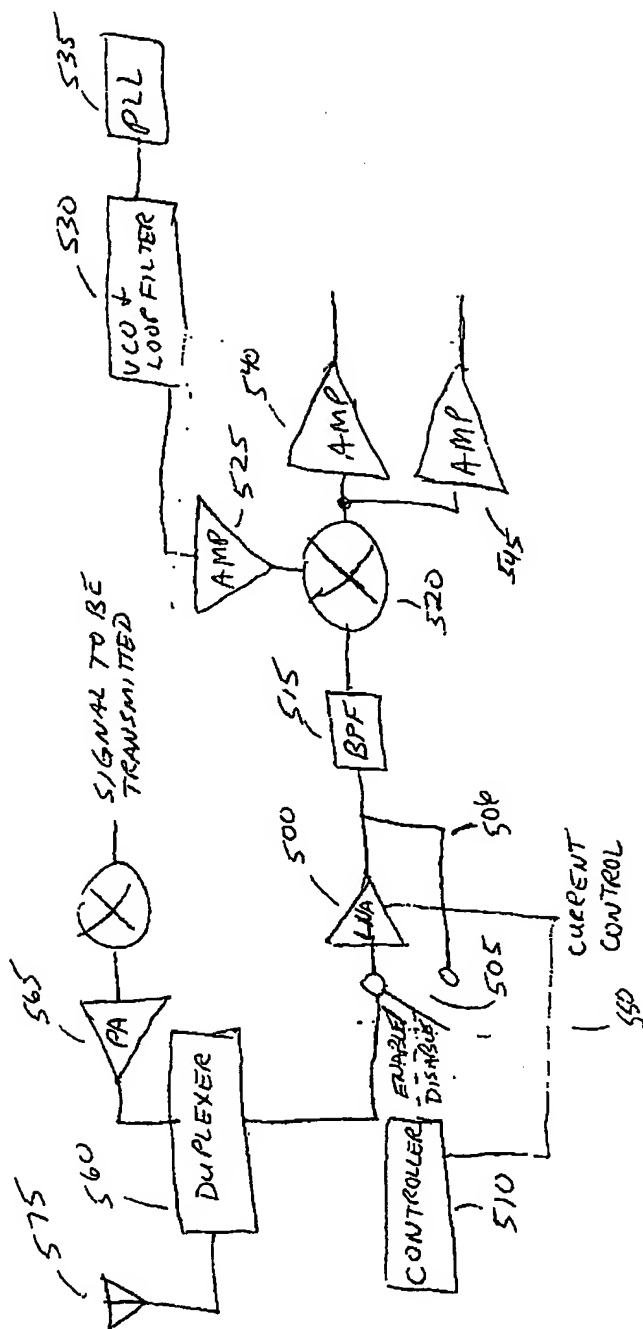 575
560
DUPLEXER
565
PA
SIGNAL TO BE
TRANSMITTED
CONTROLLER
510
ENABLE
DISABLE
505
506
500
LNA
CURRENT
CONTROL
550
515
BPF
520
525
AMP
530
VCO +
LOOP FILTER
535
PLL
540
AMP
AMP
545